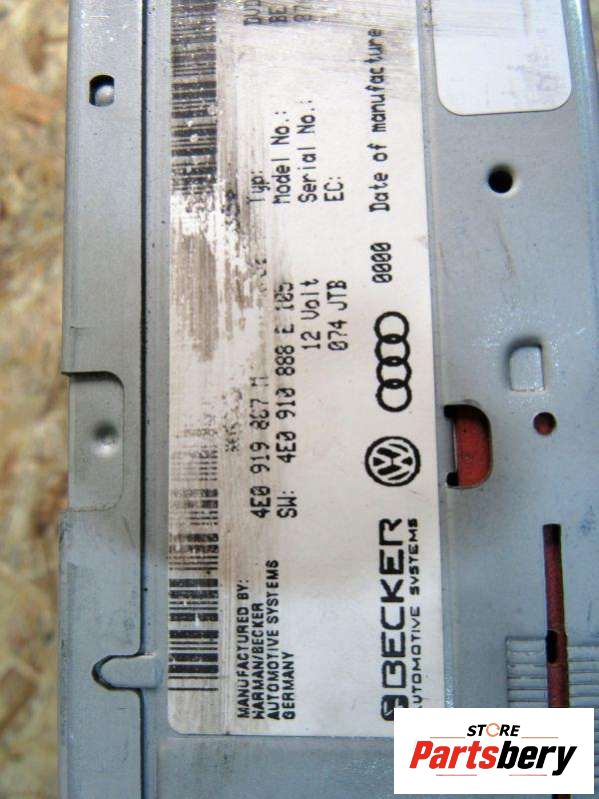 Typ:
Model No.:
Serial No.:
EC:
4E0 919 887 M
SW: 4E0 910 888 E 105
12 Volt
074 JTB
0000 Date of manufacture
MANUFACTURED BY:
HARMAN/BECKER
AUTOMOTIVE SYSTEMS
GERMANY
BECKER
AUTOMOTIVE SYSTEMS
STORE
Partsbery